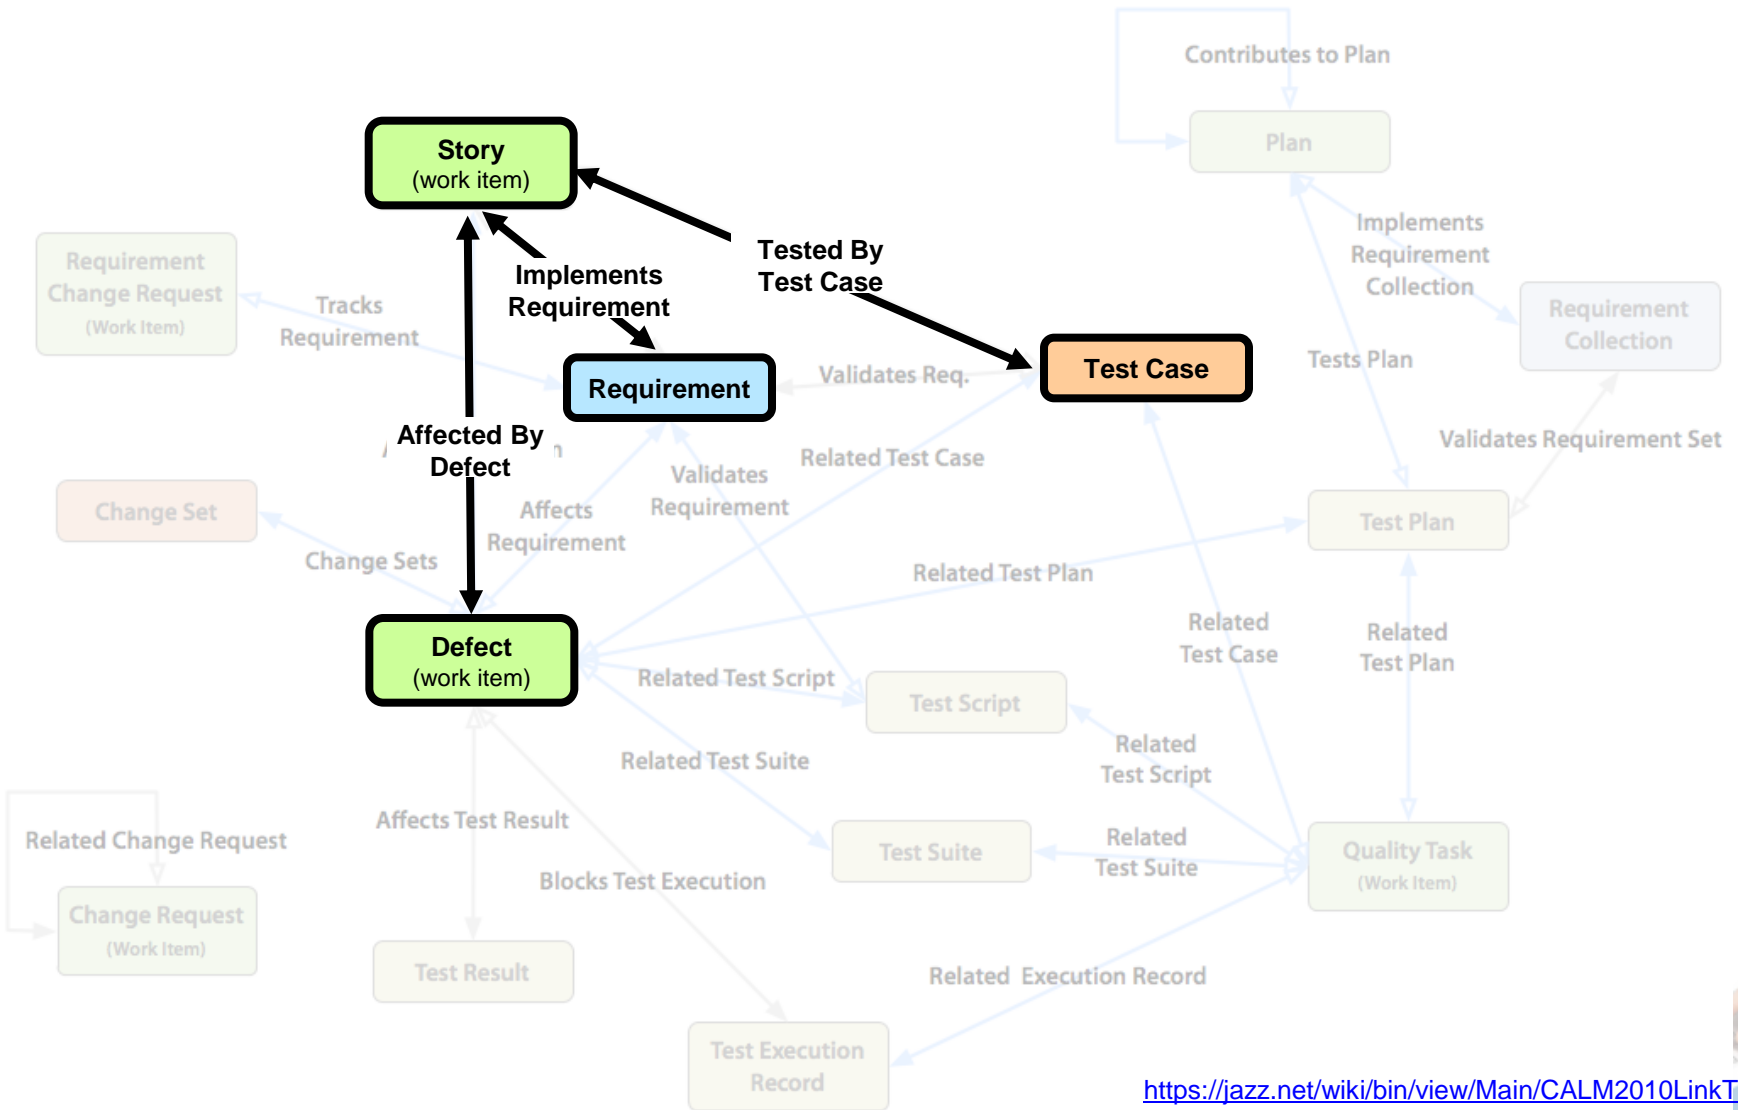 Contributes to Plan
Plan
Story
(work item)
Implements
Requirement
Collection
Requirement
Change Request
(Work Item)
Tracks
Requirement
Implements
Requirement
Tested By
Test Case
Requirement
Collection
Tests Plan
Requirement
Validates Req.
Test Case
Validates Requirement Set
Affected By
Defect
n
Related Test Case
Validates
Requirement
Change Set
Affects
Requirement
Test Plan
Change Sets
Related Test Plan
Defect
(work item)
Related
Test Case
Related
Test Plan
Related Test Script
Test Script
Related
Test Script
Related Test Suite
Affects Test Result
Related Change Request
Test Suite
Related
Test Suite
Quality Task
(Work Item)
Blocks Test Execution
Change Request
(Work Item)
Test Result
Related Execution Record
Test Execution
Record
https://jazz.net/wiki/bin/view/Main/CALM2010LinkT